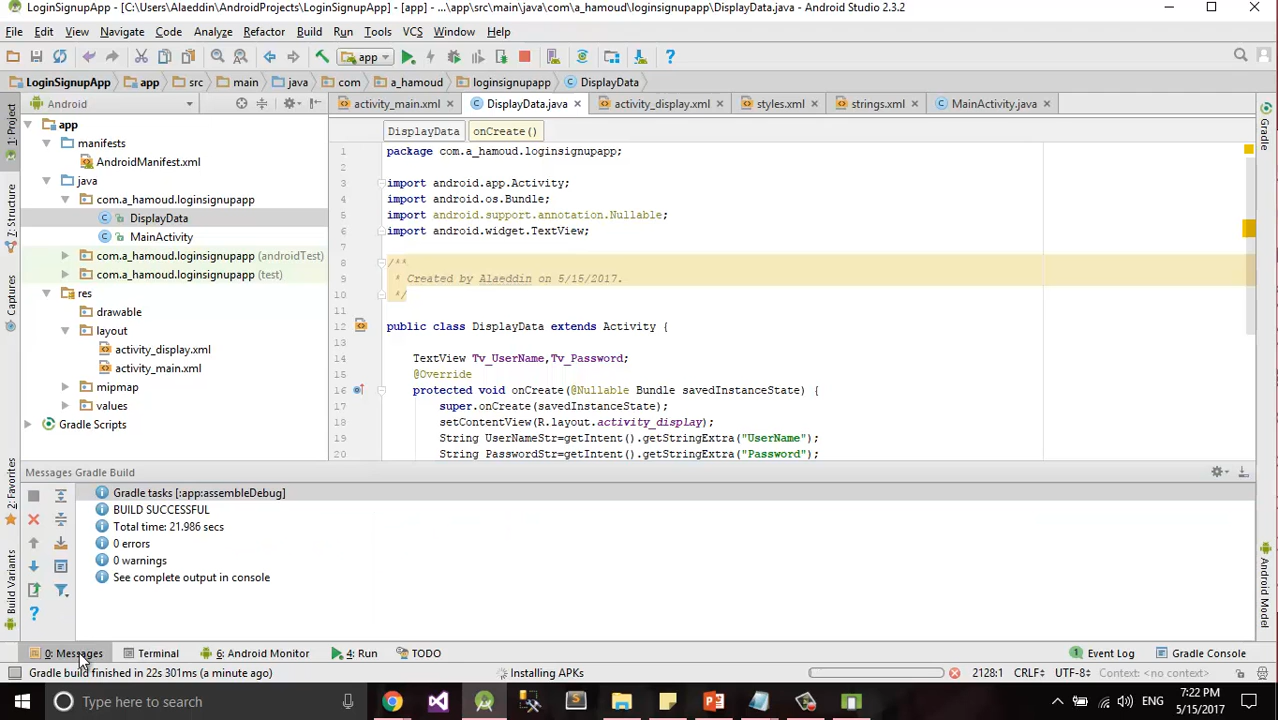 LoginSignupApp - [C:\Users\Alaeddin\AndroidProjects\LoginSignupApp] - [app] - ...\app\src\main\java\com\a_hamoud\loginsignupapp\DisplayData.java - Android Studio 2.3.2
File Edit View Navigate Code Analyze Refactor Build Run Tools VCS Window Help
app
LoginSignupApp app src main java com a_hamoud loginsignupapp DisplayData
Android
activity_main.xml DisplayData.java activity_display.xml styles.xml strings.xml MainActivity.java
DisplayData onCreate()
1: Project
Z: Structure
Captures
2: Favorites
Build Variants
Gradle
Android Model
app
manifests
AndroidManifest.xml
java
com.a_hamoud.loginsignupapp
DisplayData
MainActivity
com.a_hamoud.loginsignupapp (androidTest)
com.a_hamoud.loginsignupapp (test)
res
drawable
layout
activity_display.xml
activity_main.xml
mipmap
values
Gradle Scripts
1 package com.a_hamoud.loginsignupapp;
2
3 import android.app.Activity;
4 import android.os.Bundle;
5 import android.support.annotation.Nullable;
6 import android.widget.TextView;
7
8 /**
9 * Created by Alaeddin on 5/15/2017.
10 */
11
12 public class DisplayData extends Activity {
13
14 TextView Tv_UserName,Tv_Password;
15 @Override
16 protected void onCreate(@Nullable Bundle savedInstanceState) {
17 super.onCreate(savedInstanceState);
18 setContentView(R.layout.activity_display);
19 String UserNameStr=getIntent().getStringExtra("UserName");
20 String PasswordStr=getIntent().getStringExtra("Password");
Messages Gradle Build
Gradle tasks [:app:assembleDebug]
BUILD SUCCESSFUL
Total time: 21.986 secs
0 errors
0 warnings
See complete output in console
0: Messages Terminal 6: Android Monitor 4: Run TODO Event Log Gradle Console
Gradle build finished in 22s 301ms (a minute ago) Installing APKs 2128:1 CRLF÷ UTF-8÷ Context: <no context>
Type here to search
ENG
7:22 PM
5/15/2017